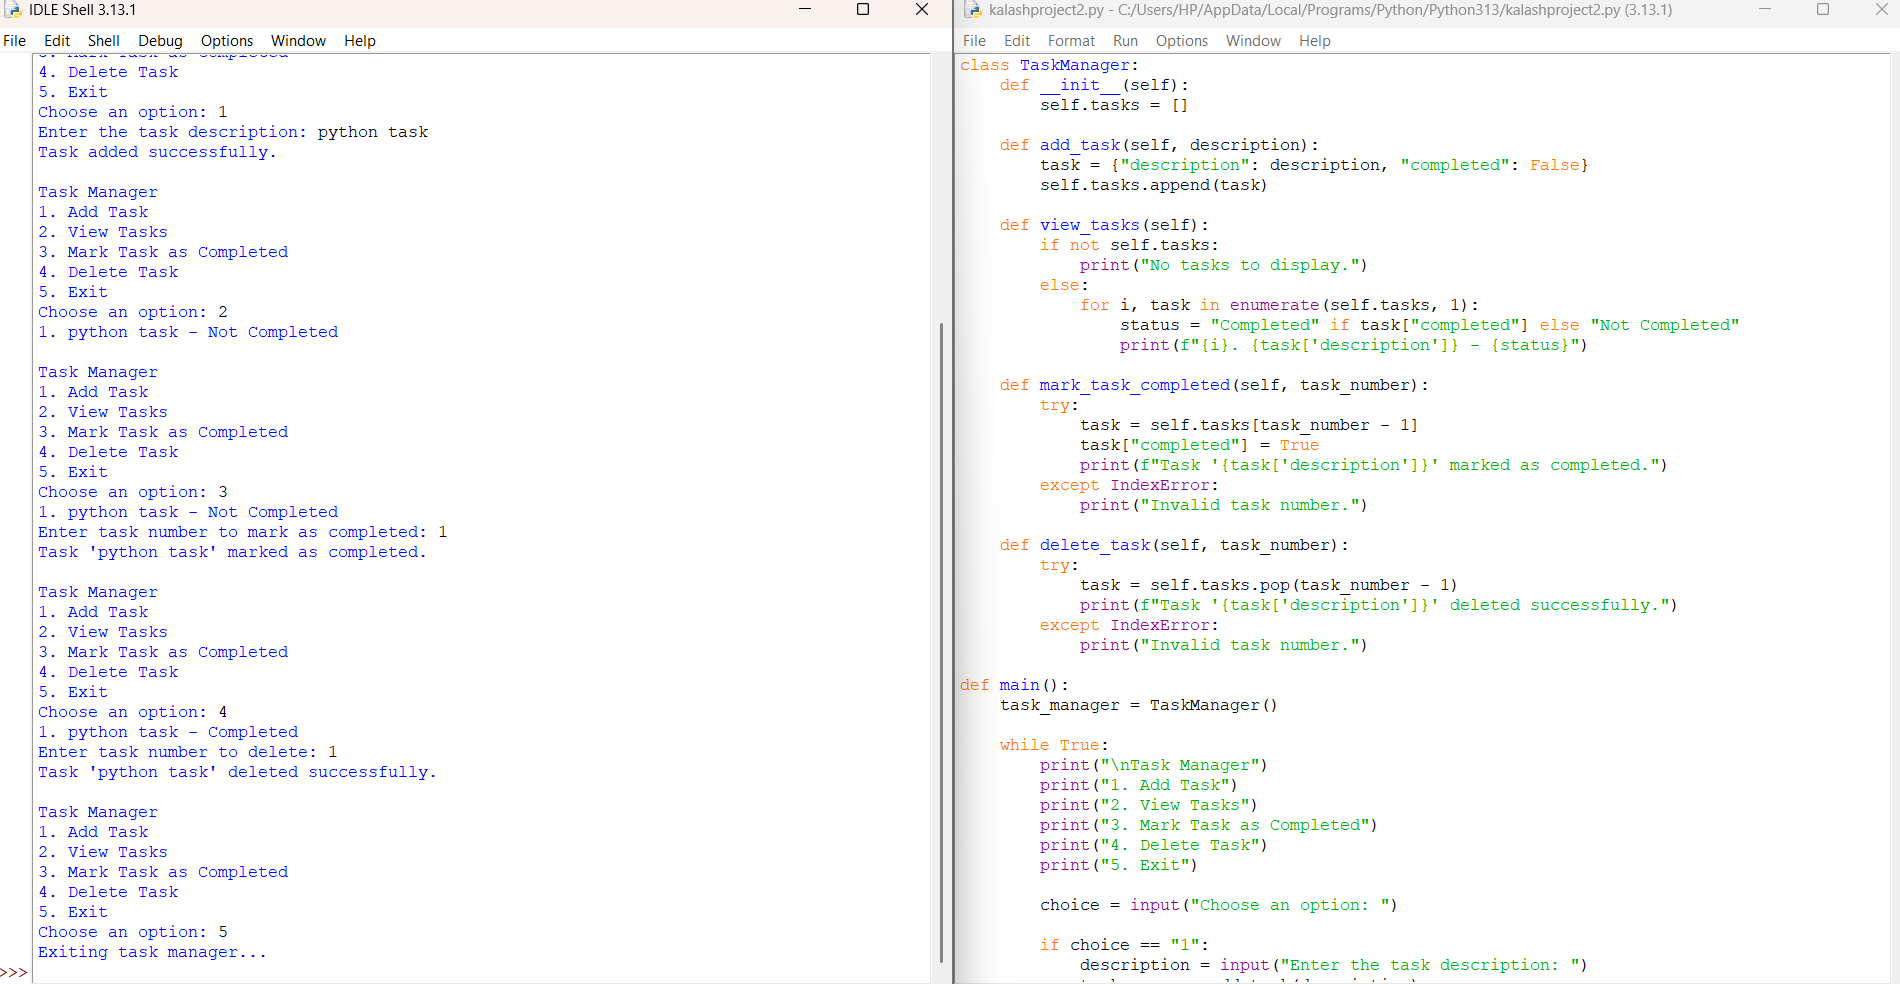 IDLE Shell 3.13.1
File Edit Shell Debug Options Window Help
3. Mark Task as Completed
4. Delete Task
5. Exit
Choose an option: 1
Enter the task description: python task
Task added successfully.
Task Manager
1. Add Task
2. View Tasks
3. Mark Task as Completed
4. Delete Task
5. Exit
Choose an option: 2
1. python task - Not Completed
Task Manager
1. Add Task
2. View Tasks
3. Mark Task as Completed
4. Delete Task
5. Exit
Choose an option: 3
1. python task - Not Completed
Enter task number to mark as completed: 1
Task 'python task' marked as completed.
Task Manager
1. Add Task
2. View Tasks
3. Mark Task as Completed
4. Delete Task
5. Exit
Choose an option: 4
1. python task - Completed
Enter task number to delete: 1
Task 'python task' deleted successfully.
Task Manager
1. Add Task
2. View Tasks
3. Mark Task as Completed
4. Delete Task
5. Exit
Choose an option: 5
Exiting task manager...
>>>
kalashproject2.py - C:/Users/HP/AppData/Local/Programs/Python/Python313/kalashproject2.py (3.13.1)
File Edit Format Run Options Window Help
class TaskManager:
    def __init__(self):
        self.tasks = []
    def add_task(self, description):
        task = {"description": description, "completed": False}
        self.tasks.append(task)
    def view_tasks(self):
        if not self.tasks:
            print("No tasks to display.")
        else:
            for i, task in enumerate(self.tasks, 1):
                status = "Completed" if task["completed"] else "Not Completed"
                print(f"{i}. {task['description']} - {status}")
    def mark_task_completed(self, task_number):
        try:
            task = self.tasks[task_number - 1]
            task["completed"] = True
            print(f"Task '{task['description']}' marked as completed.")
        except IndexError:
            print("Invalid task number.")
    def delete_task(self, task_number):
        try:
            task = self.tasks.pop(task_number - 1)
            print(f"Task '{task['description']}' deleted successfully.")
        except IndexError:
            print("Invalid task number.")
def main():
    task_manager = TaskManager()
    while True:
        print("\nTask Manager")
        print("1. Add Task")
        print("2. View Tasks")
        print("3. Mark Task as Completed")
        print("4. Delete Task")
        print("5. Exit")
        choice = input("Choose an option: ")
        if choice == "1":
            description = input("Enter the task description: ")